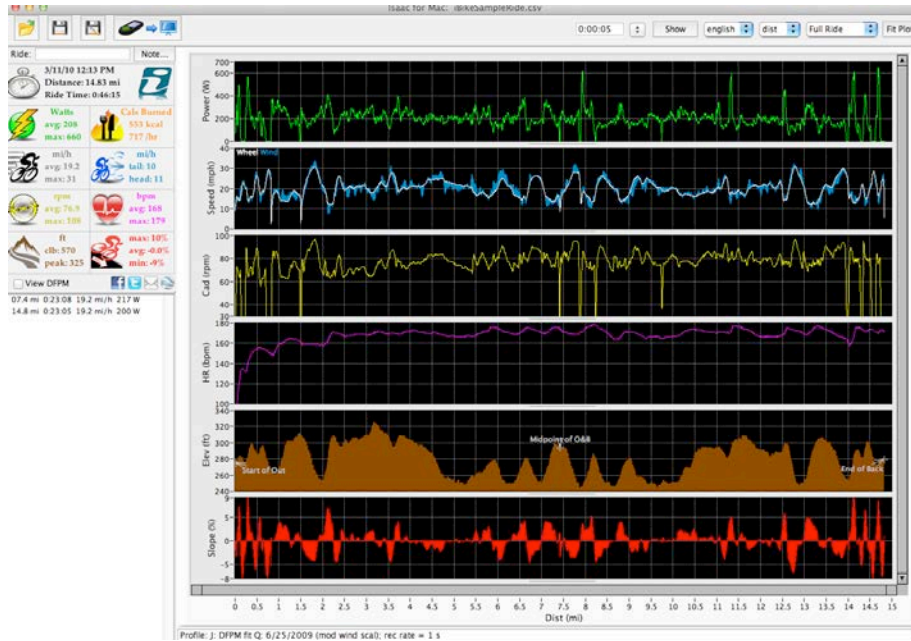 Isaac for Mac: iBikeSampleRide.csv
0:00:05 Show english dist Full Ride Fit Plot
Ride: Note...
3/11/10 12:13 PM
Distance: 14.83 mi
Ride Time: 0:46:15
Watts
avg: 208
max: 660
Cals Burned
553 kcal
717 /hr
mi/h
avg: 19.2
max: 31
mi/h
tail: 10
head: 11
rpm
avg: 76.9
max: 108
bpm
avg: 168
max: 179
ft
clb: 570
peak: 325
max: 10%
avg: -0.0%
min: -9%
View DFPM
07.4 mi 0:23:08 19.2 mi/h 217 W
14.8 mi 0:23:05 19.2 mi/h 200 W
Power (W)
700
600
400
200
0
Wheel Wind
Speed (mph)
40
30
20
10
0
Cad (rpm)
100
80
60
40
30
HR (bpm)
180
160
140
120
100
Elev (ft)
340
320
300
280
260
240
Start of Out
Midpoint of O&B
End of Back
Slope (%)
9
5
0
-5
-8
0 0.5 1 1.5 2 2.5 3 3.5 4 4.5 5 5.5 6 6.5 7 7.5 8 8.5 9 9.5 10 10.5 11 11.5 12 12.5 13 13.5 14 14.5 15
Dist (mi)
Profile: J: DFPM fit Q: 6/25/2009 (mod wind scal); rec rate = 1 s